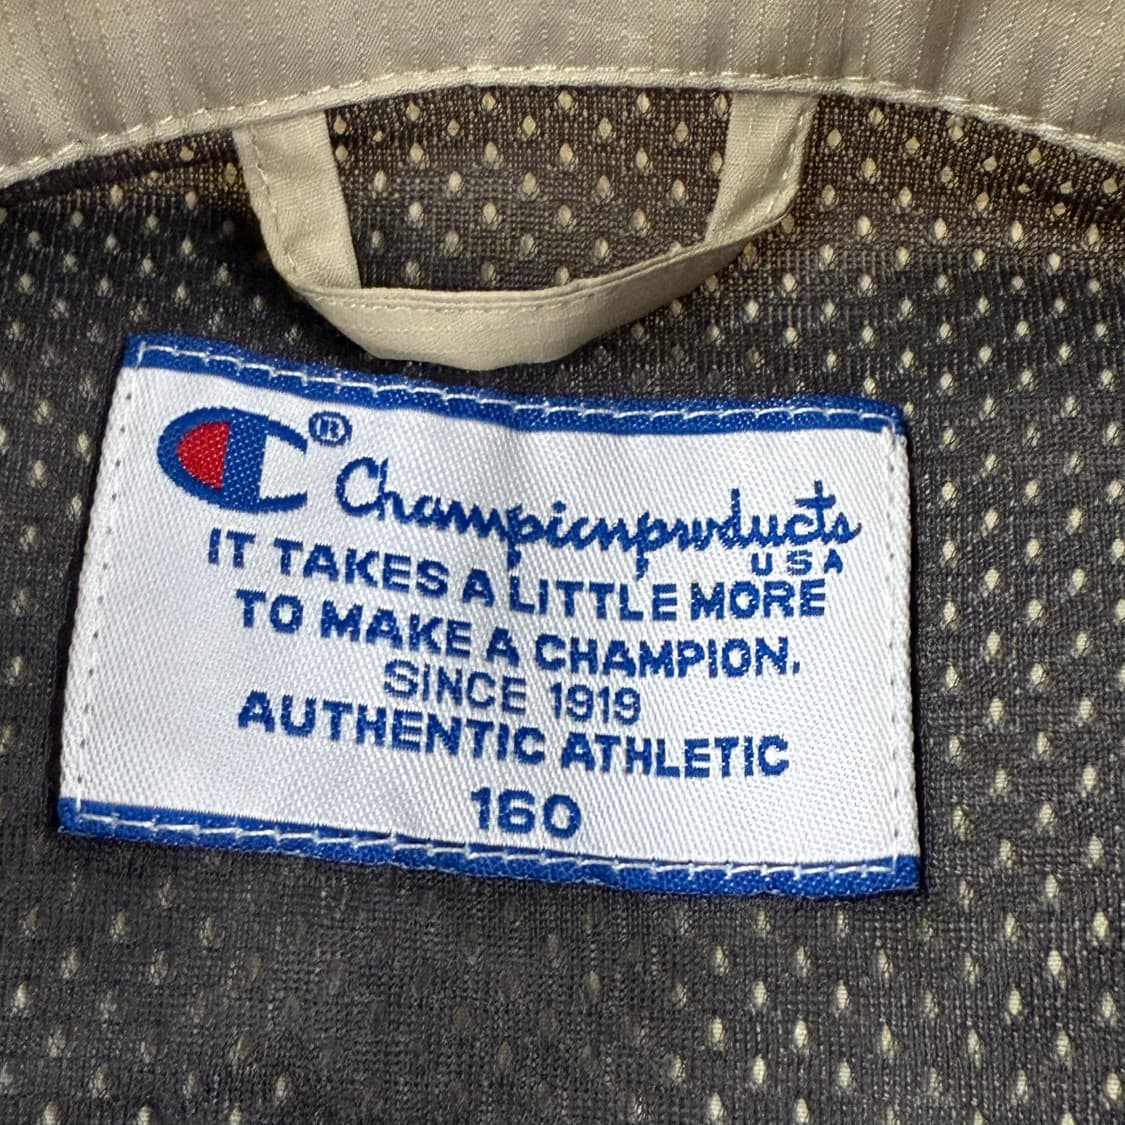 C®
Championproducts
USA
IT TAKES A LITTLE MORE
TO MAKE A CHAMPION.
SINCE 1919
AUTHENTIC ATHLETIC
160